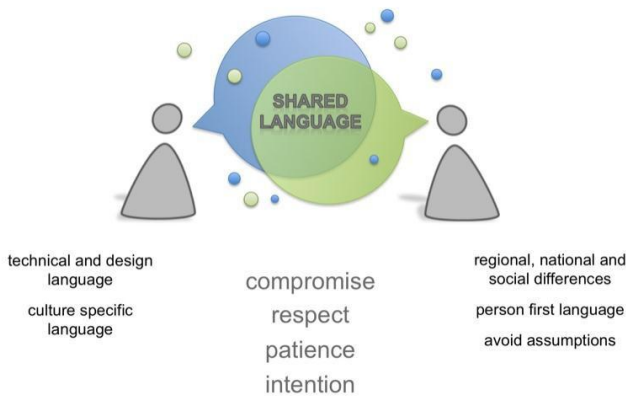 SHARED
LANGUAGE
technical and design
language
culture specific
language
compromise
respect
patience
intention
regional, national and
social differences
person first language
avoid assumptions